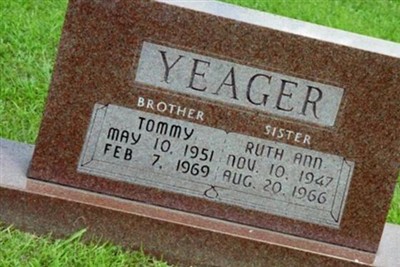 YEAGER
BROTHER
TOMMY
MAY 10, 1951
FEB 7, 1969
SISTER
RUTH ANN
NOV. 10, 1947
AUG. 20, 1966